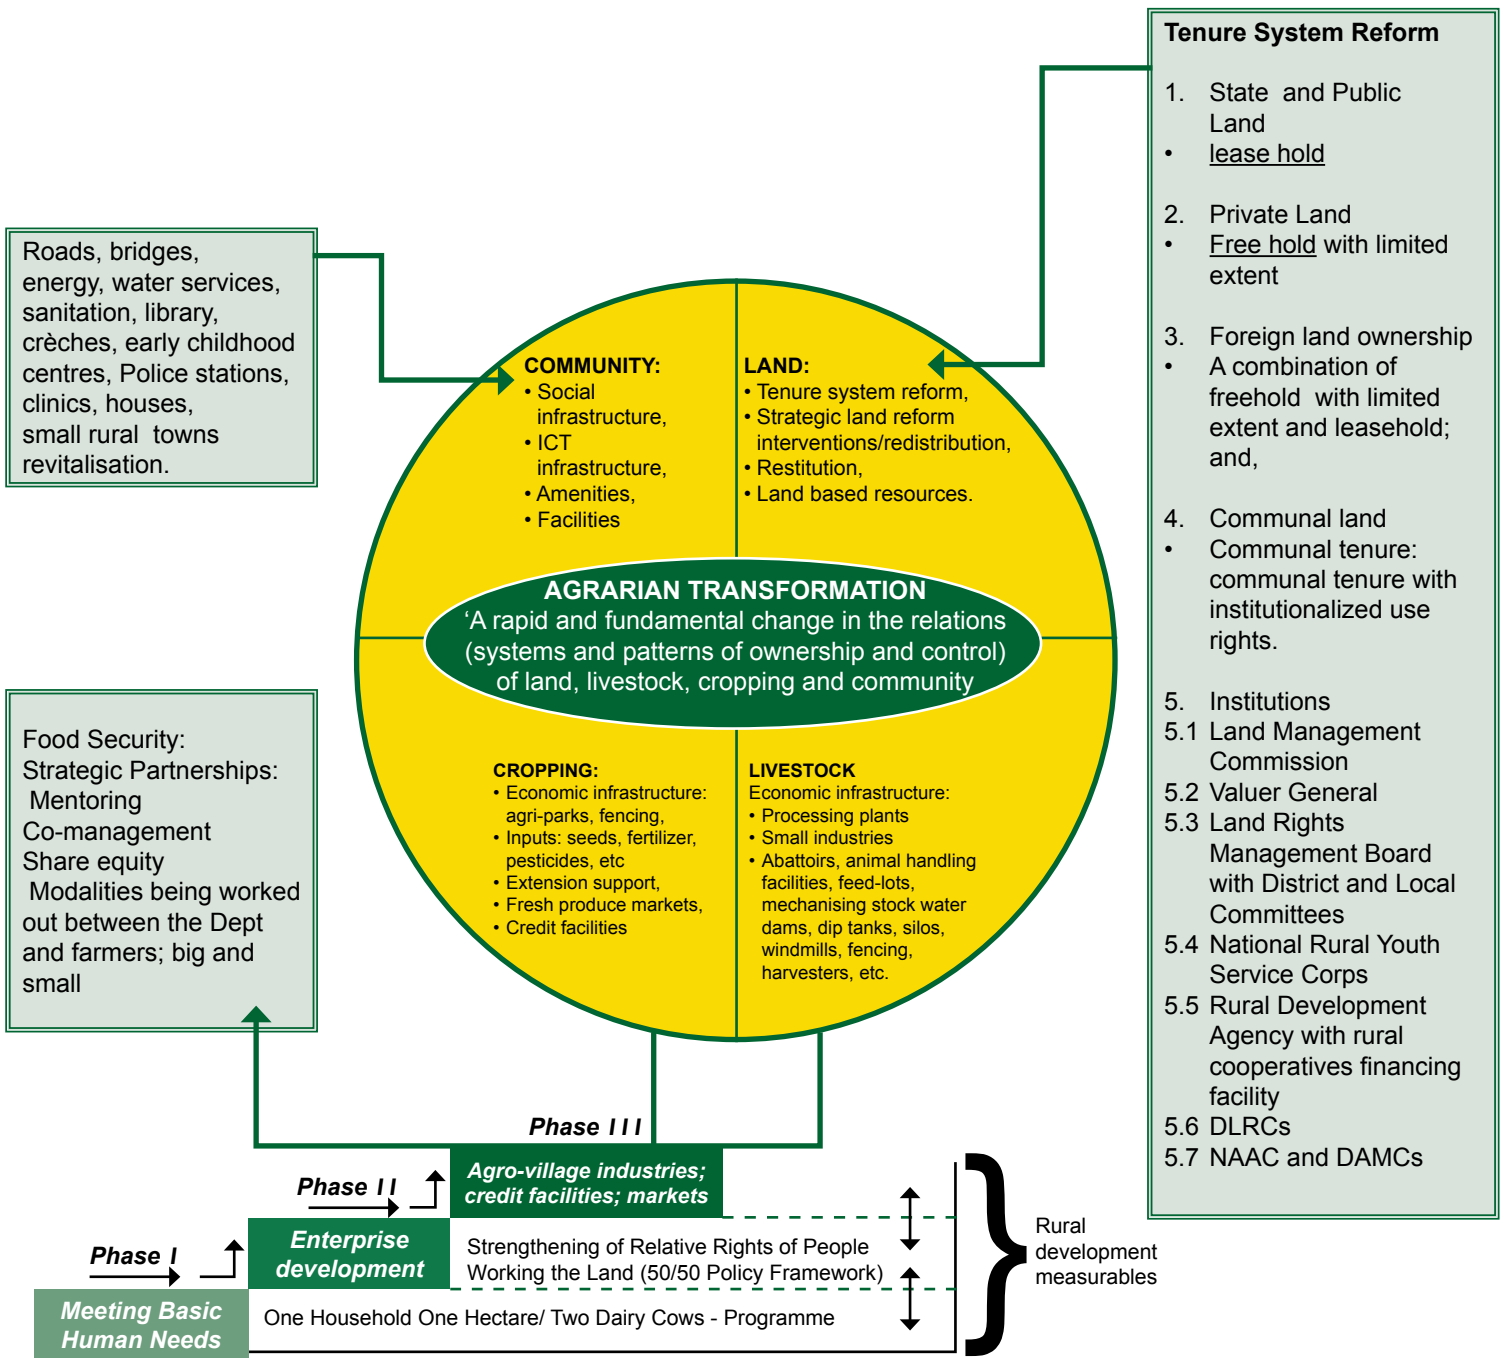 Tenure System Reform
1. State and Public
Land
• lease hold
2. Private Land
• Free hold with limited
extent
3. Foreign land ownership
• A combination of
freehold with limited
extent and leasehold;
and,
4. Communal land
• Communal tenure:
communal tenure with
institutionalized use
rights.
5. Institutions
5.1 Land Management
Commission
5.2 Valuer General
5.3 Land Rights
Management Board
with District and Local
Committees
5.4 National Rural Youth
Service Corps
5.5 Rural Development
Agency with rural
cooperatives financing
facility
5.6 DLRCs
5.7 NAAC and DAMCs
Roads, bridges,
energy, water services,
sanitation, library,
crèches, early childhood
centres, Police stations,
clinics, houses,
small rural towns
revitalisation.
COMMUNITY:
• Social
infrastructure,
• ICT
infrastructure,
• Amenities,
• Facilities
LAND:
• Tenure system reform,
• Strategic land reform
interventions/redistribution,
• Restitution,
• Land based resources.
AGRARIAN TRANSFORMATION
‘A rapid and fundamental change in the relations
(systems and patterns of ownership and control)
of land, livestock, cropping and community
CROPPING:
• Economic infrastructure:
agri-parks, fencing,
• Inputs: seeds, fertilizer,
pesticides, etc
• Extension support,
• Fresh produce markets,
• Credit facilities
LIVESTOCK
Economic infrastructure:
• Processing plants
• Small industries
• Abattoirs, animal handling
facilities, feed-lots,
mechanising stock water
dams, dip tanks, silos,
windmills, fencing,
harvesters, etc.
Food Security:
Strategic Partnerships:
Mentoring
Co-management
Share equity
Modalities being worked
out between the Dept
and farmers; big and
small
Phase III
Agro-village industries;
credit facilities; markets
Phase II
Enterprise
development
Strengthening of Relative Rights of People
Working the Land (50/50 Policy Framework)
Phase I
Meeting Basic
Human Needs
One Household One Hectare/ Two Dairy Cows - Programme
Rural
development
measurables